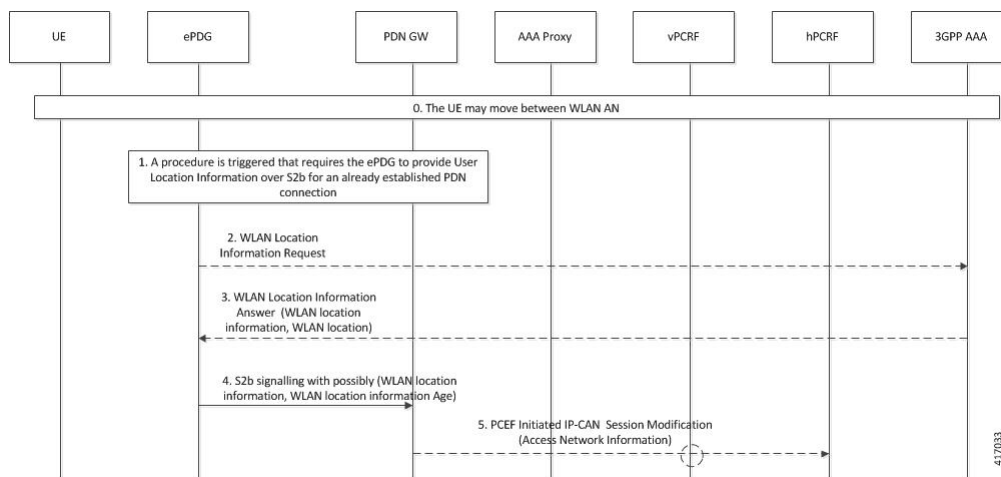 UE
ePDG
PDN GW
AAA Proxy
vPCRF
hPCRF
3GPP AAA
0. The UE may move between WLAN AN
1. A procedure is triggered that requires the ePDG to provide User
Location Information over S2b for an already established PDN
connection
2. WLAN Location
Information Request
3. WLAN Location Information
Answer (WLAN location
information, WLAN location)
4. S2b signalling with possibly (WLAN location
information, WLAN location information Age)
5. PCEF Initiated IP-CAN Session Modification
(Access Network Information)
417033